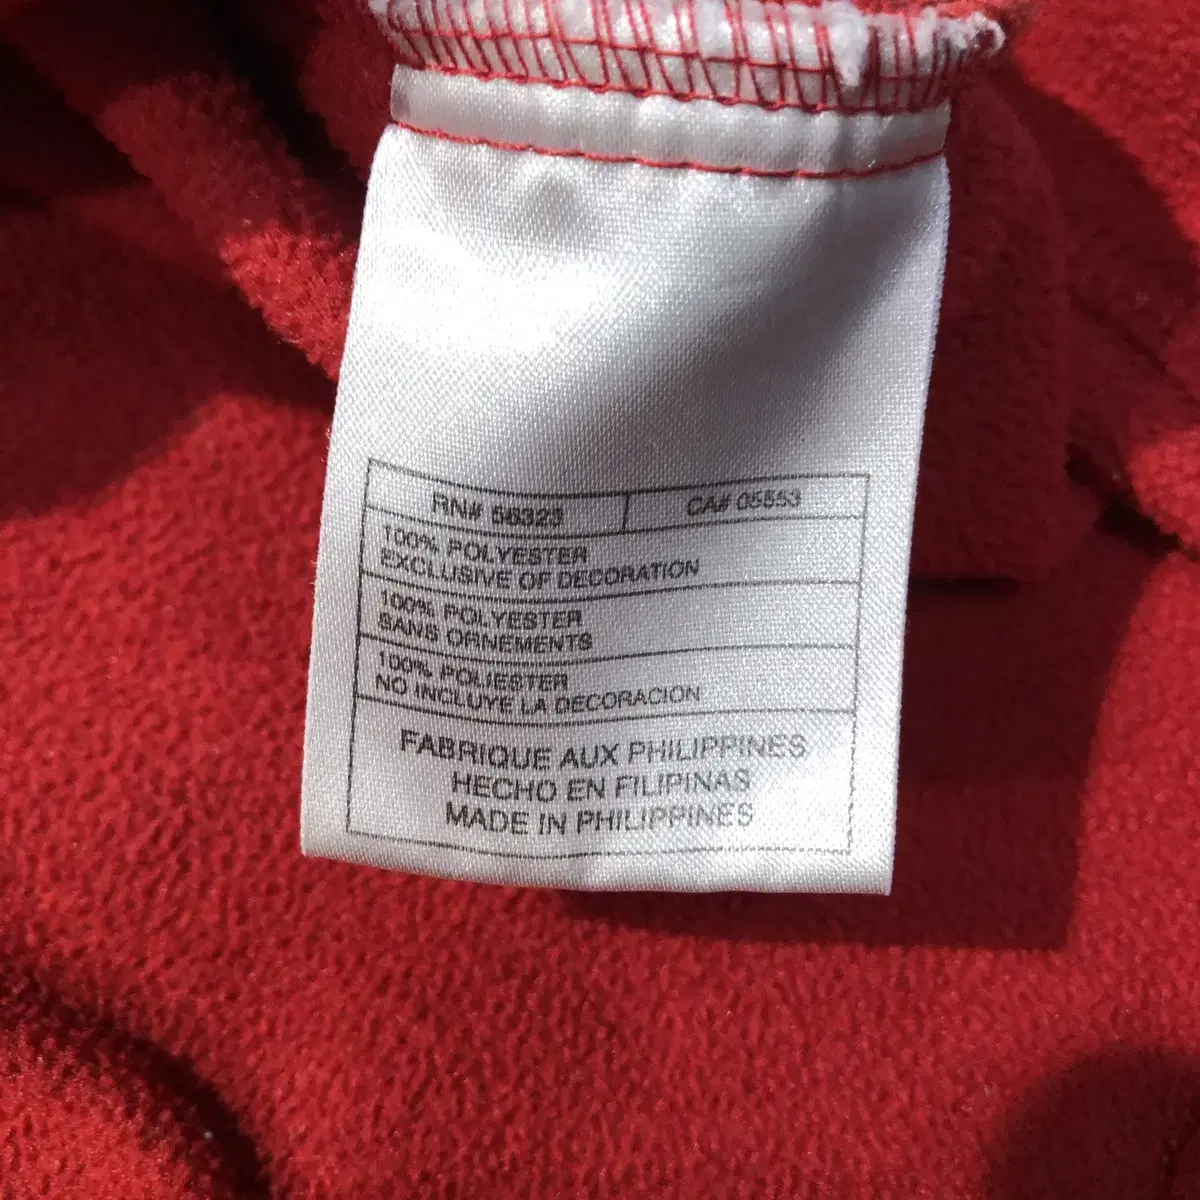 RN# 56323 CA# 05553
100% POLYESTER
EXCLUSIVE OF DECORATION
100% POLYESTER
SANS ORNEMENTS
100% POLIESTER
NO INCLUYE LA DECORACION
FABRIQUE AUX PHILIPPINES
HECHO EN FILIPINAS
MADE IN PHILIPPINES